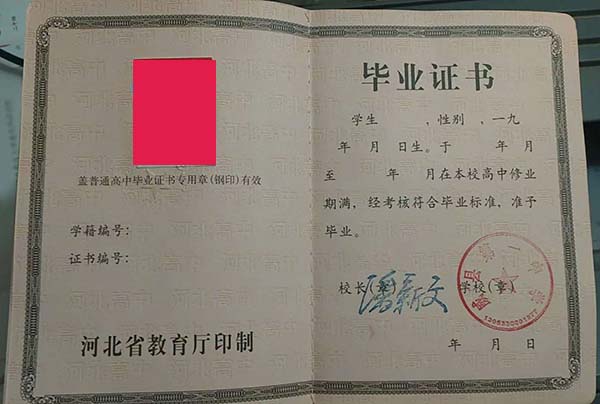 盖普通高中毕业证书专用章(钢印)有效
学籍编号:
证书编号:
河北省教育厅印制
毕业证书
学生 ,性别 ,一九
年 月 日生。于 年 月
至 年 月在本校高中修业
期满,经考核符合毕业标准,准予
毕业。
校长(章) 潘新文 学校(章)
年 月 日